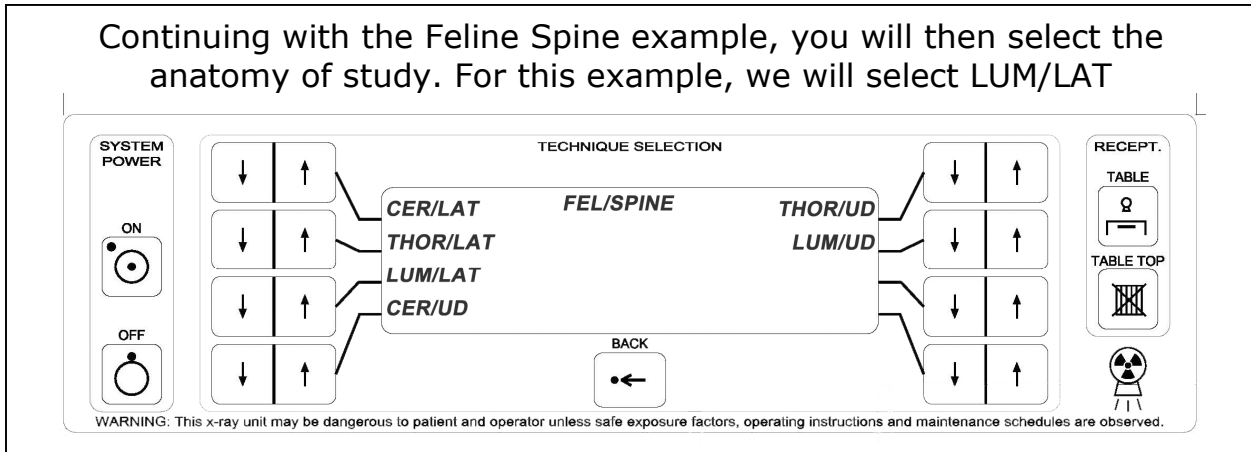 Continuing with the Feline Spine example, you will then select the
anatomy of study. For this example, we will select LUM/LAT
SYSTEM
POWER
ON
OFF
TECHNIQUE SELECTION
FEL/SPINE
CER/LAT
THOR/LAT
LUM/LAT
CER/UD
THOR/UD
LUM/UD
BACK
RECEPT.
TABLE
TABLE TOP
WARNING: This x-ray unit may be dangerous to patient and operator unless safe exposure factors, operating instructions and maintenance schedules are observed.